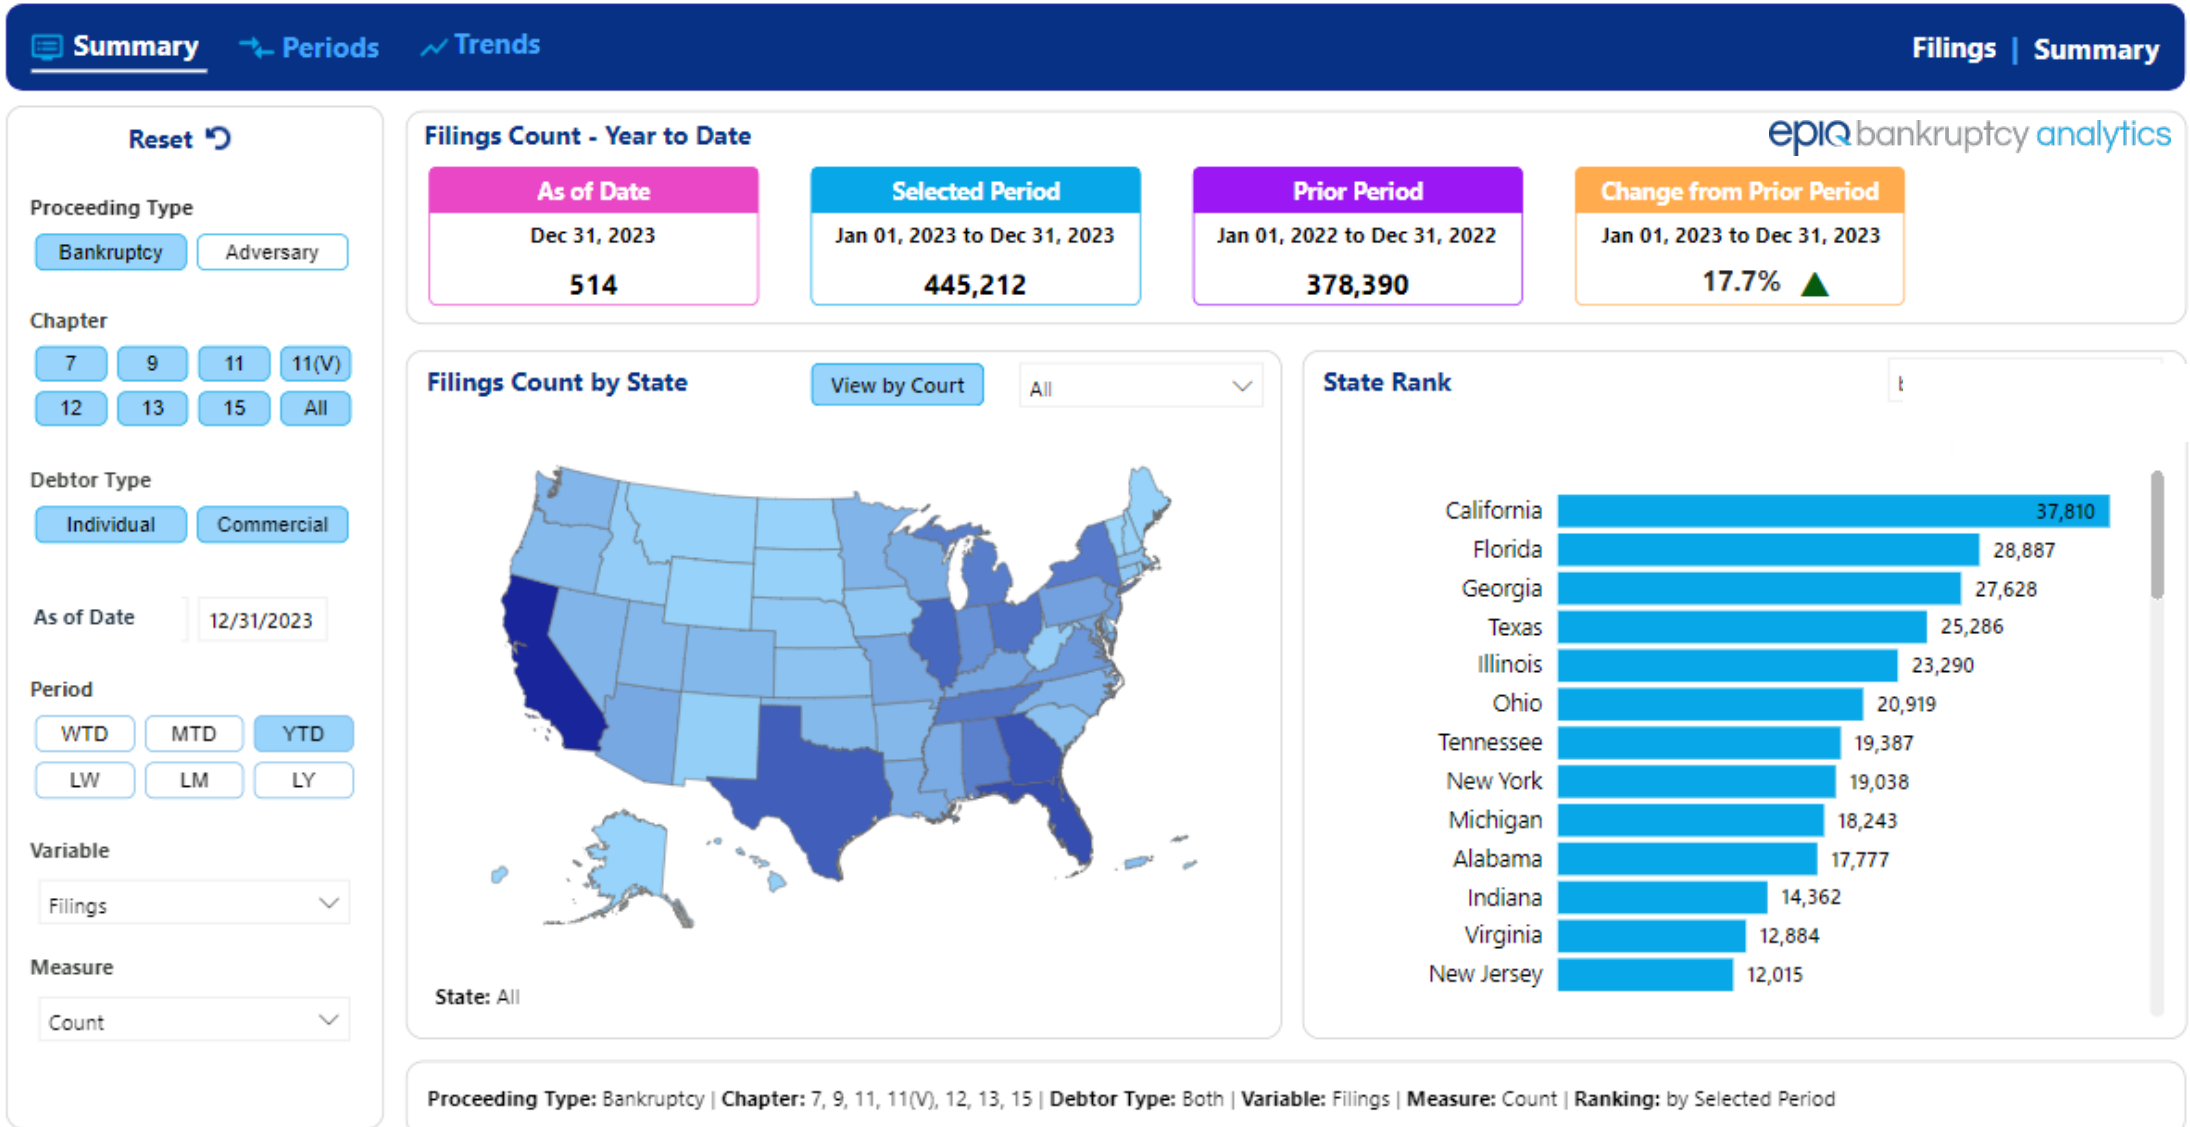 Summary Periods Trends Filings | Summary
Reset
Proceeding Type
Bankruptcy Adversary
Chapter
7 9 11 11(V)
12 13 15 All
Debtor Type
Individual Commercial
As of Date 12/31/2023
Period
WTD MTD YTD
LW LM LY
Variable
Filings
Measure
Count
Filings Count - Year to Date
epiq bankruptcy analytics
As of Date
Dec 31, 2023
514
Selected Period
Jan 01, 2023 to Dec 31, 2023
445,212
Prior Period
Jan 01, 2022 to Dec 31, 2022
378,390
Change from Prior Period
Jan 01, 2023 to Dec 31, 2023
17.7%
Filings Count by State View by Court All
State: All
State Rank
California 37,810
Florida 28,887
Georgia 27,628
Texas 25,286
Illinois 23,290
Ohio 20,919
Tennessee 19,387
New York 19,038
Michigan 18,243
Alabama 17,777
Indiana 14,362
Virginia 12,884
New Jersey 12,015
Proceeding Type: Bankruptcy | Chapter: 7, 9, 11, 11(V), 12, 13, 15 | Debtor Type: Both | Variable: Filings | Measure: Count | Ranking: by Selected Period